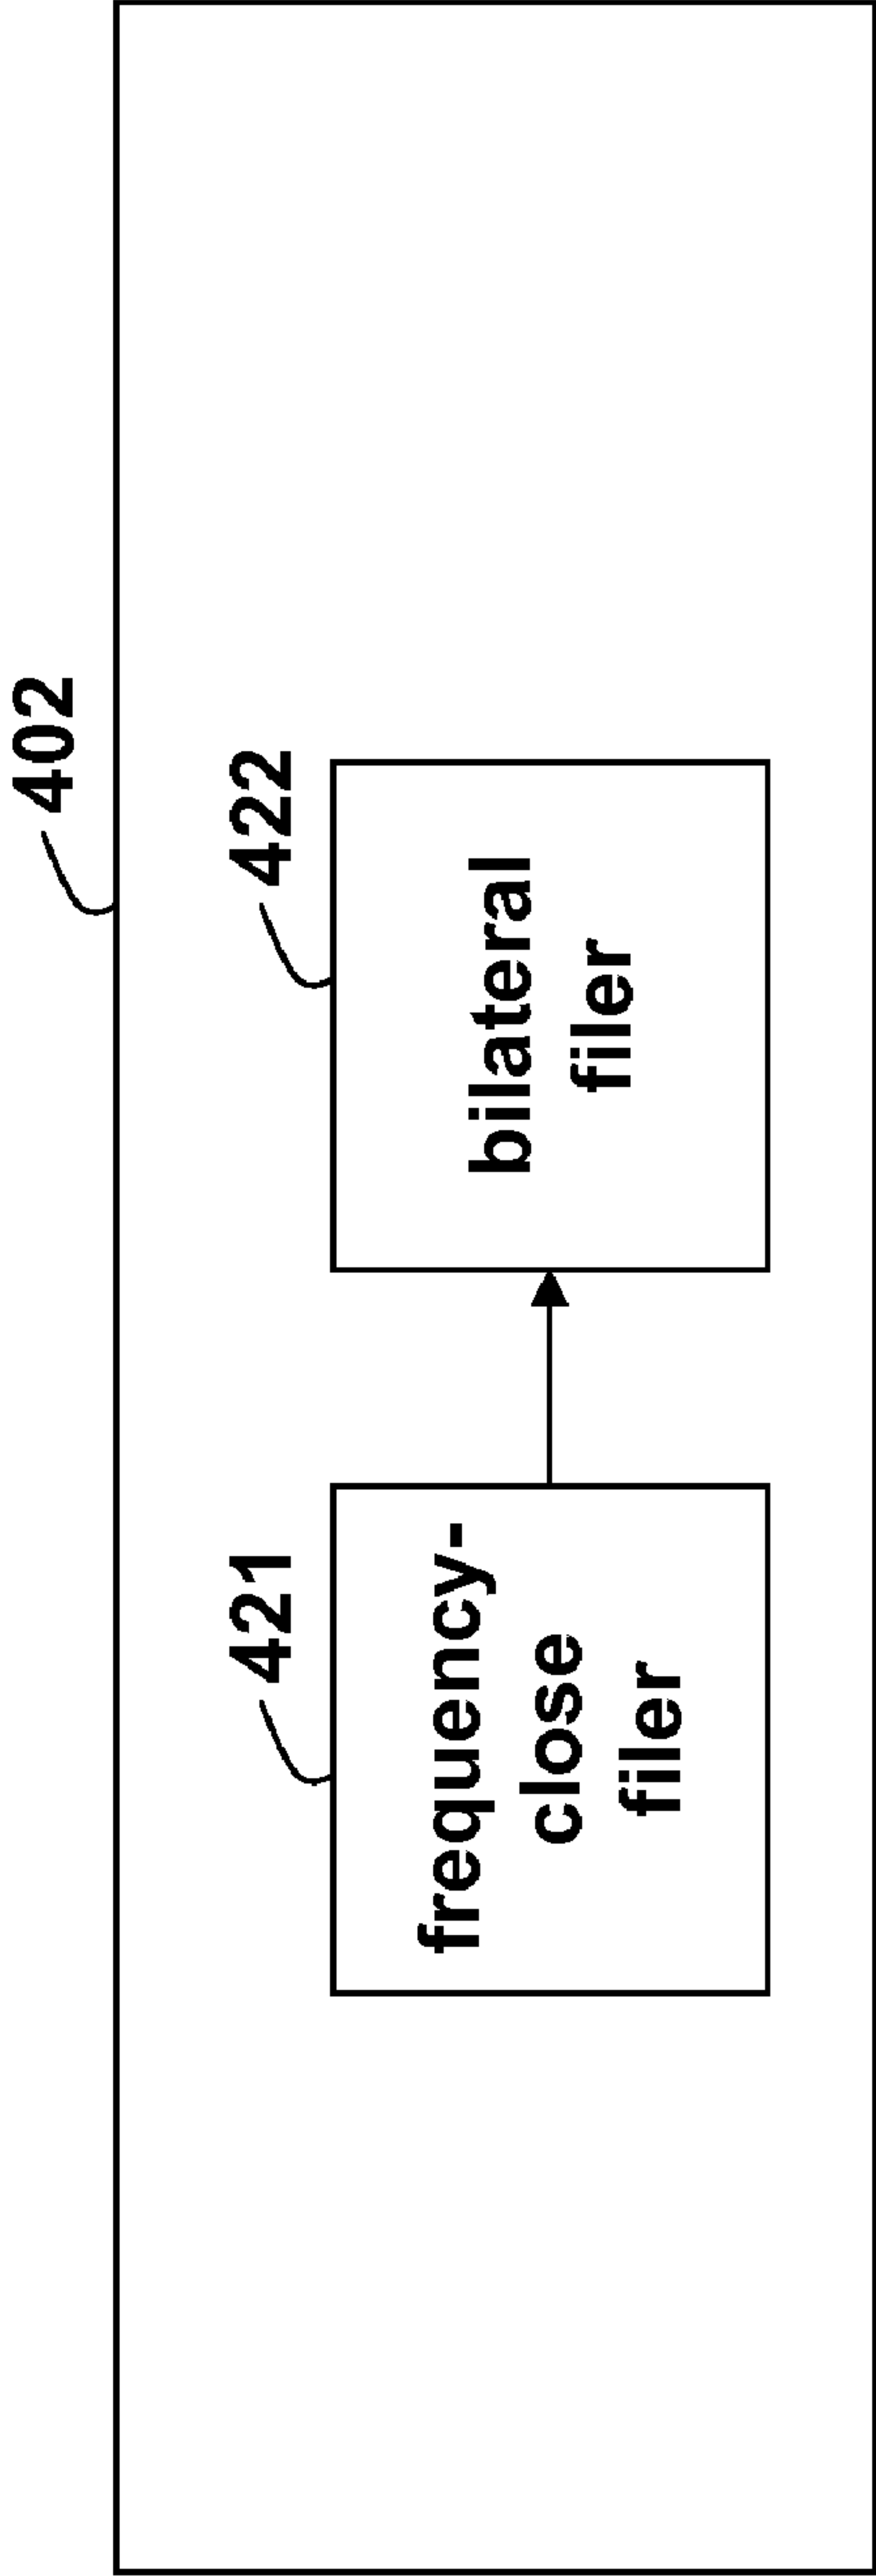 402
421
frequency-
close
filer
422
bilateral
filer